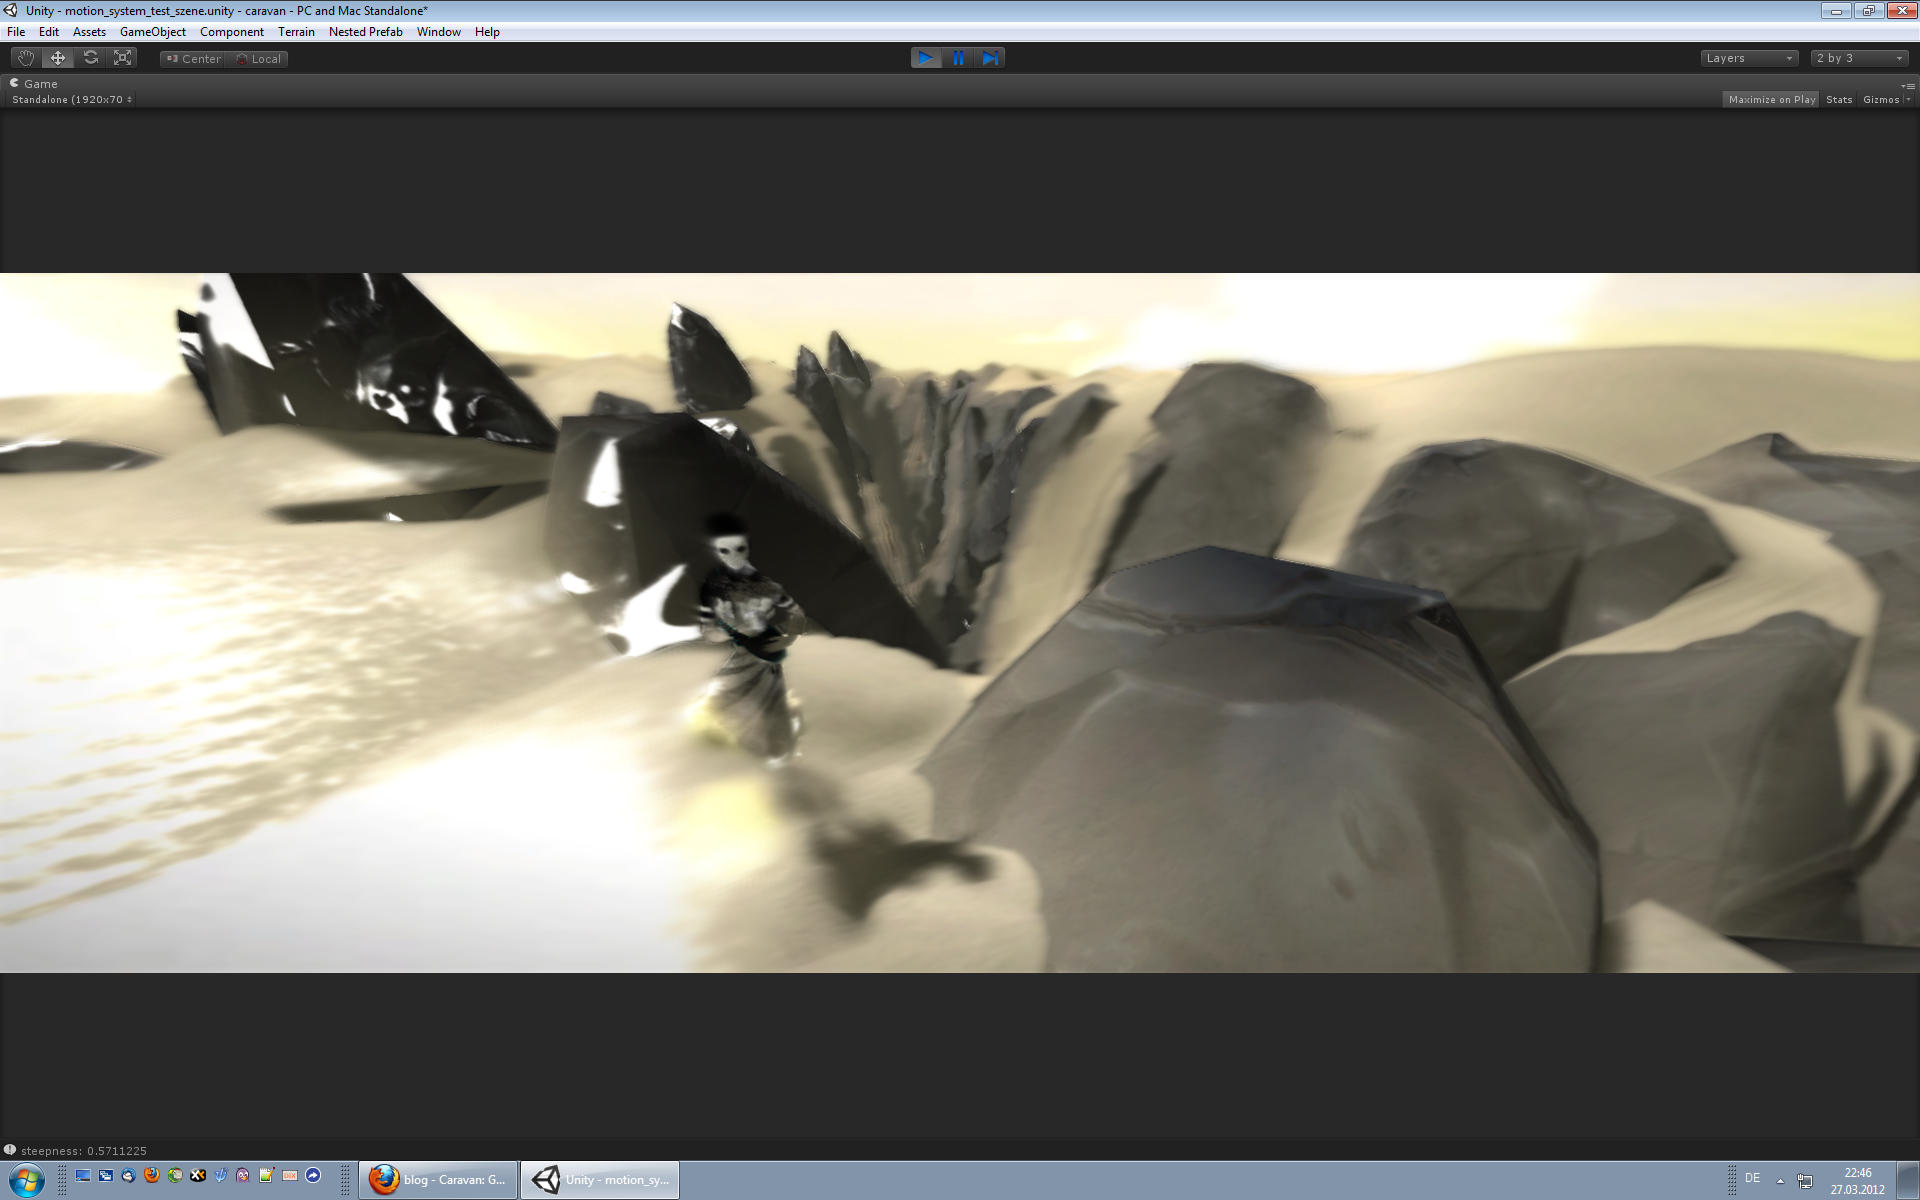 Unity - motion_system_test_szene.unity - caravan - PC and Mac Standalone*
File Edit Assets GameObject Component Terrain Nested Prefab Window Help
Center Local Layers 2 by 3
Game
Standalone (1920x70 Maximize on Play Stats Gizmos
steepness: 0.5711225
blog - Caravan: G... Unity - motion_sy... DE 22:46
27.03.2012